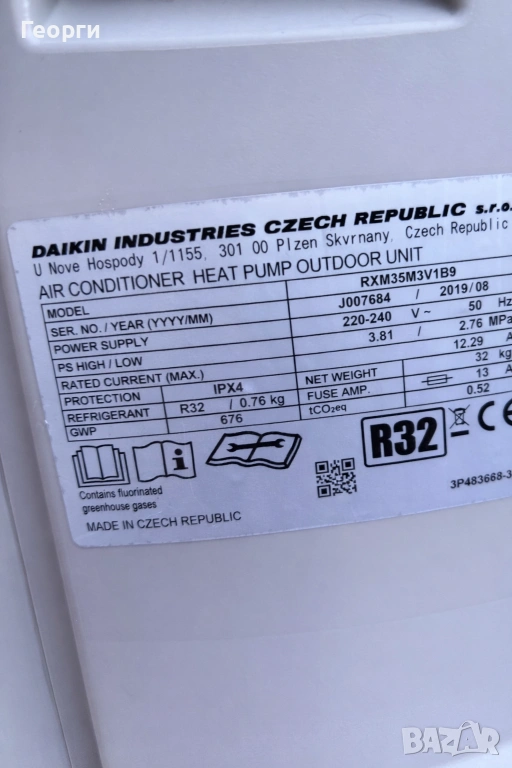 Георги
DAIKIN INDUSTRIES CZECH REPUBLIC s.r.o.
U Nove Hospody 1/1155, 301 00 Plzen Skvrnany, Czech Republic
AIR CONDITIONER HEAT PUMP OUTDOOR UNIT
MODEL RXM35M3V1B9
SER. NO. / YEAR (YYYY/MM) J007684 / 2019/08
POWER SUPPLY 220-240 V~ 50 Hz
PS HIGH / LOW 3.81 / 2.76 MPa
RATED CURRENT (MAX.) 12.29 A
PROTECTION IPX4 NET WEIGHT 32 kg
REFRIGERANT R32 / 0.76 kg FUSE AMP. 13 A
GWP 676 tCO₂eq 0.52
R32 CE
i
Contains fluorinated
greenhouse gases
3P483668-3
MADE IN CZECH REPUBLIC
BAZAR